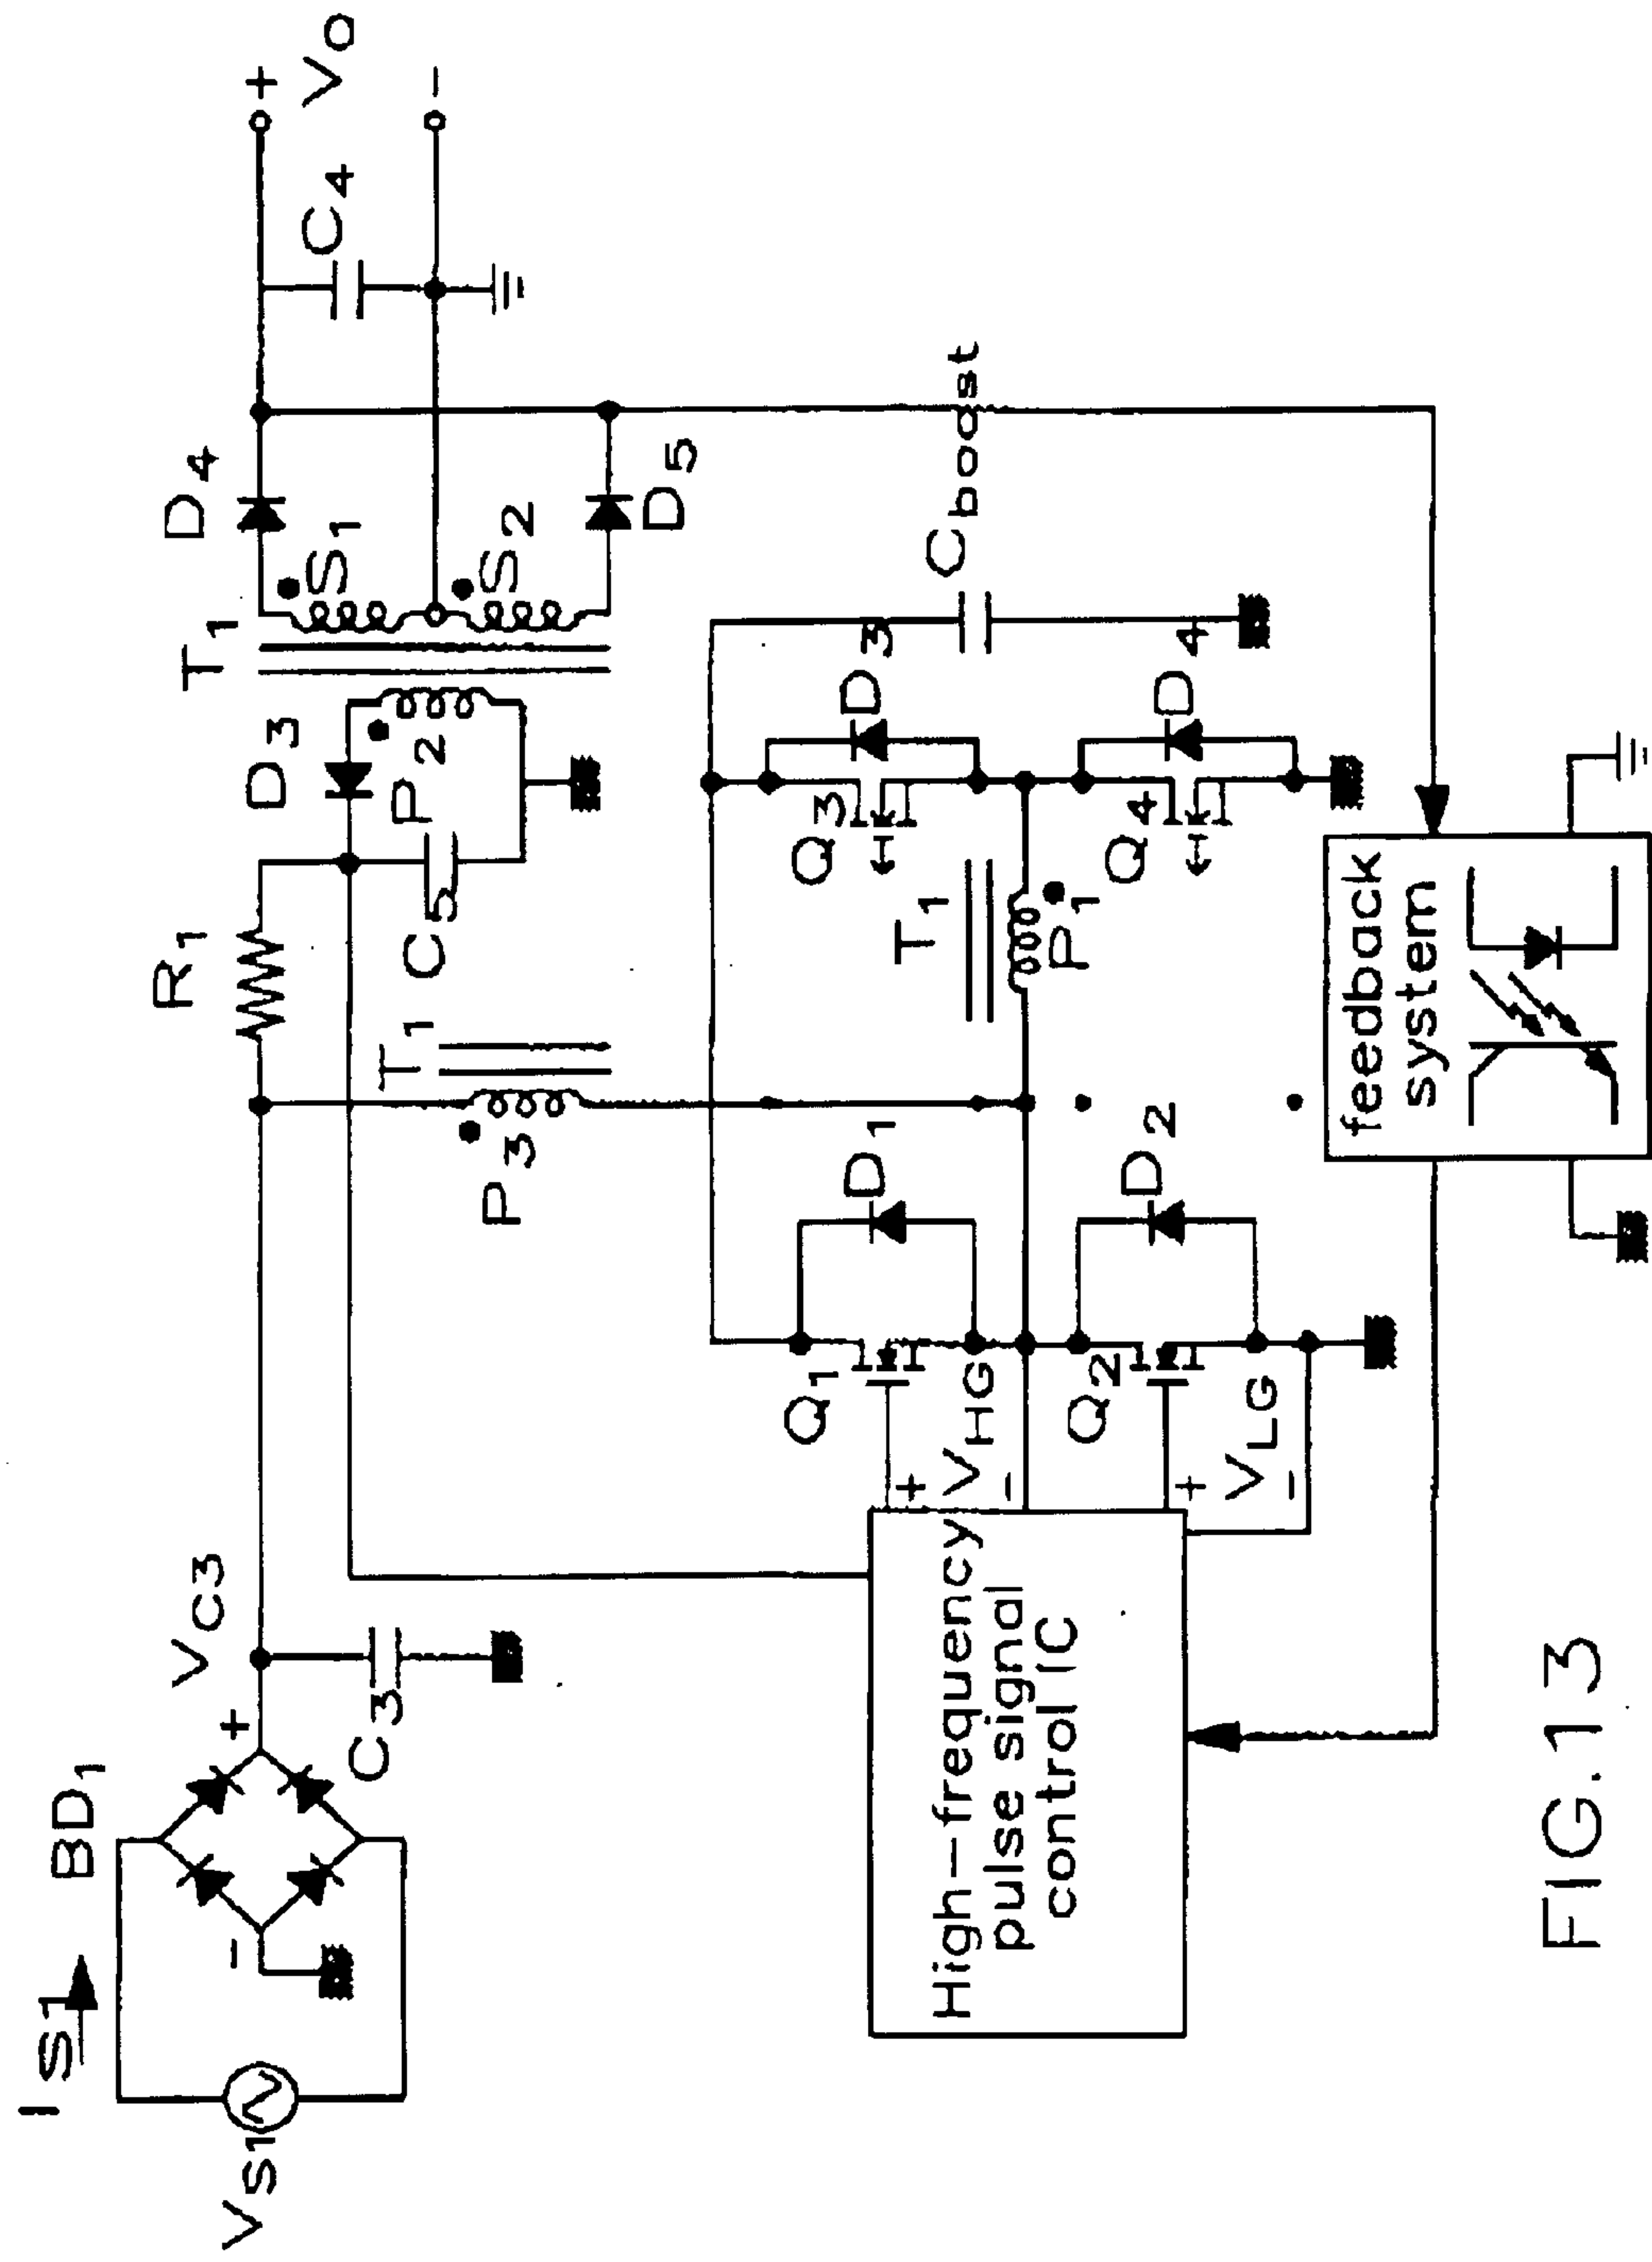 IS1
BD1
VS1
+
-
VC3
C3
R1
D3
T1
D4
+
VO
-
S1
C4
S2
P2
C5
D5
T1
P3
Cboost
Q1
D1
Q3
D3
T1
P1
+
VHG
-
Q2
D2
Q4
D4
+
VLG
-
High-frequency
pulse signal
control IC
feedback
system
FIG.13